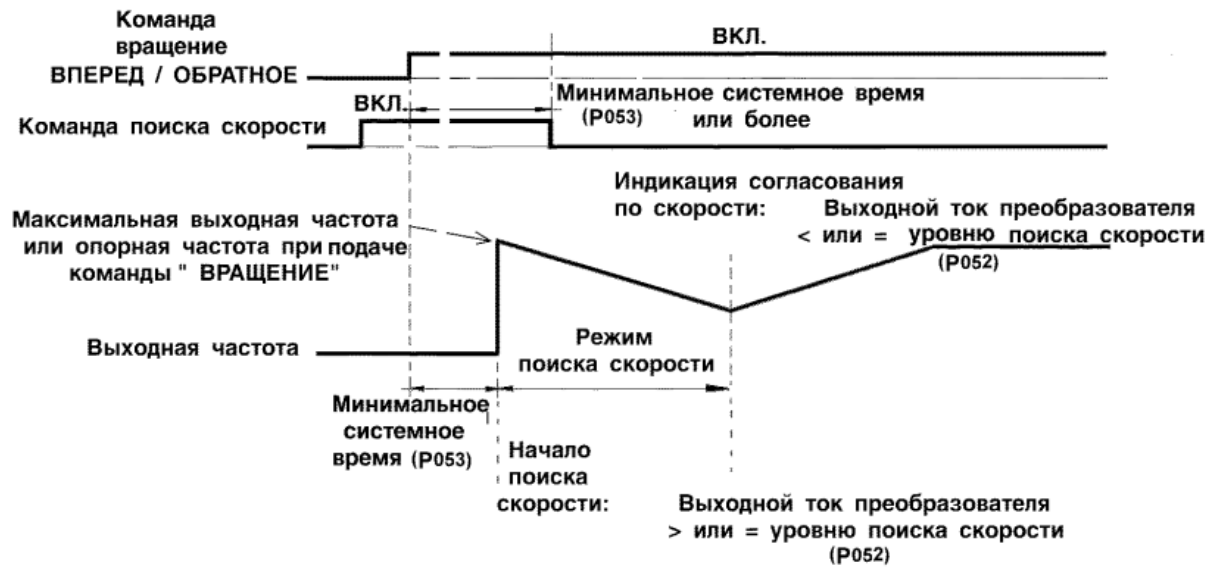 Команда
вращение
ВПЕРЕД / ОБРАТНОЕ
ВКЛ.
ВКЛ.
Минимальное системное время
(P053) или более
Команда поиска скорости
Индикация согласования
по скорости: Выходной ток преобразователя
< или = уровню поиска скорости
(P052)
Максимальная выходная частота
или опорная частота при подаче
команды " ВРАЩЕНИЕ"
Выходная частота
Режим
поиска скорости
Минимальное
системное
время (P053)
Начало
поиска
скорости: Выходной ток преобразователя
> или = уровню поиска скорости
(P052)